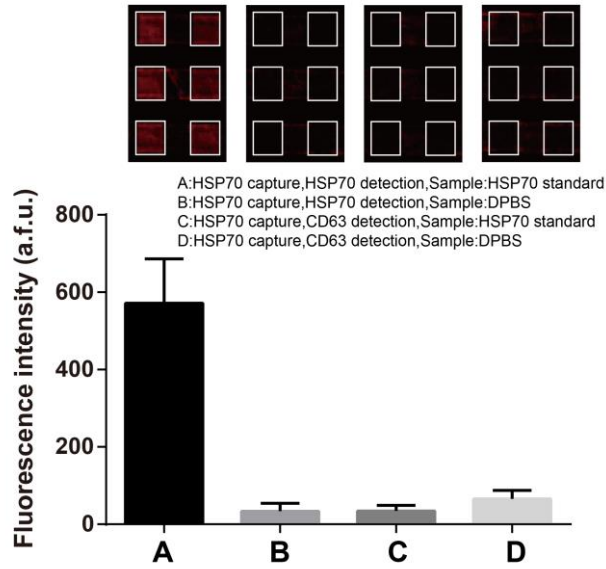 A:HSP70 capture,HSP70 detection,Sample:HSP70 standard
B:HSP70 capture,HSP70 detection,Sample:DPBS
C:HSP70 capture,CD63 detection,Sample:HSP70 standard
D:HSP70 capture,CD63 detection,Sample:DPBS
Fluorescence intensity (a.f.u.)
800
600
400
200
0
A B C D